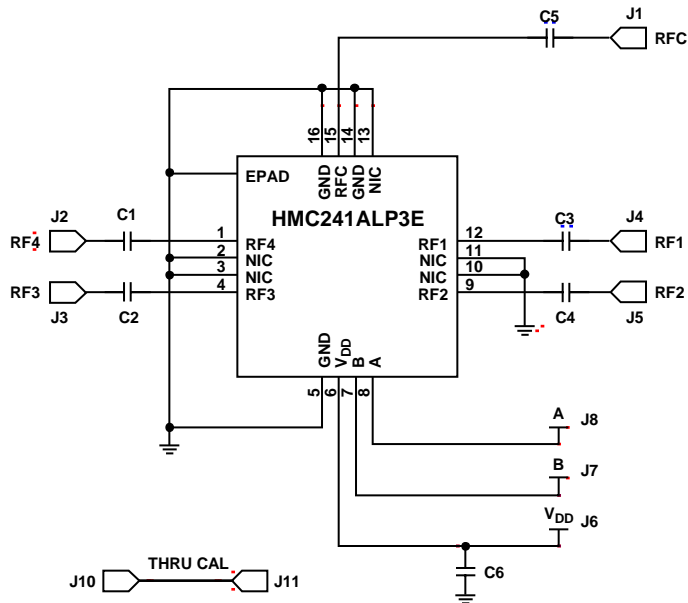 C5
J1
RFC
16
15
14
13
EPAD
GND
RFC
GND
NIC
HMC241ALP3E
J2
C1
1
RF4
RF4
2
NIC
3
NIC
RF3
4
RF3
J3
C2
RF1
12
C3
J4
RF1
NIC
11
NIC
10
RF2
9
RF2
C4
J5
GND
VDD
B
A
5
6
7
8
A
J8
B
J7
VDD
J6
C6
THRU CAL
J10
J11